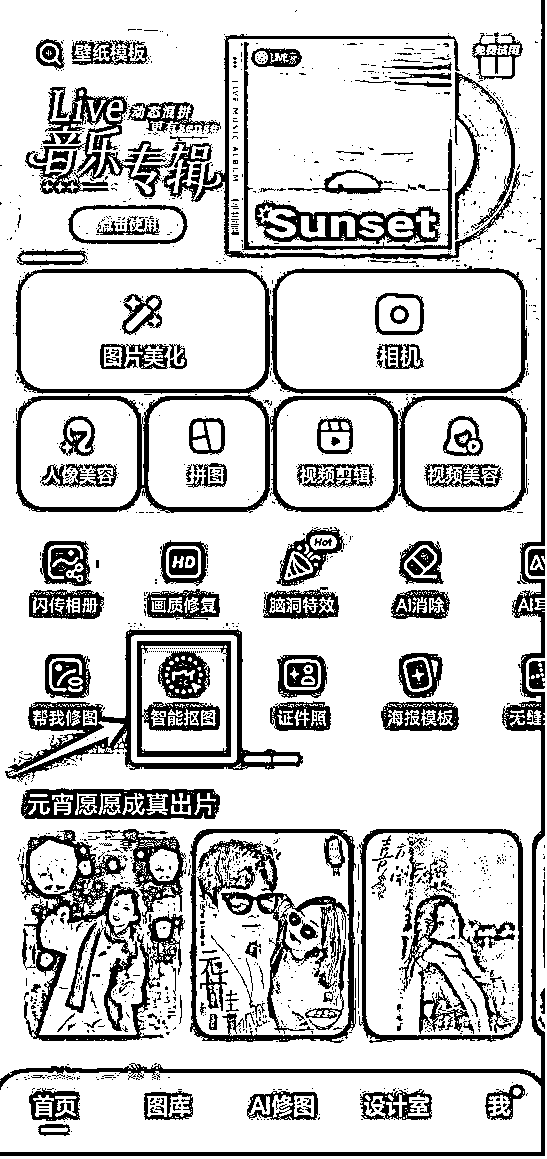 壁纸模板
免费试用
LIVE
Live
动态混拼
音乐专辑
LIVE MUSIC ALBUM
点击使用
Sunset
图片美化
相机
人像美容
拼图
视频剪辑
视频美容
Hot
HD
闪传相册
画质修复
脑洞特效
AI消除
帮我修图
智能抠图
证件照
海报模板
无缝
元宵愿愿成真出片
首页
图库
AI修图
设计室
我